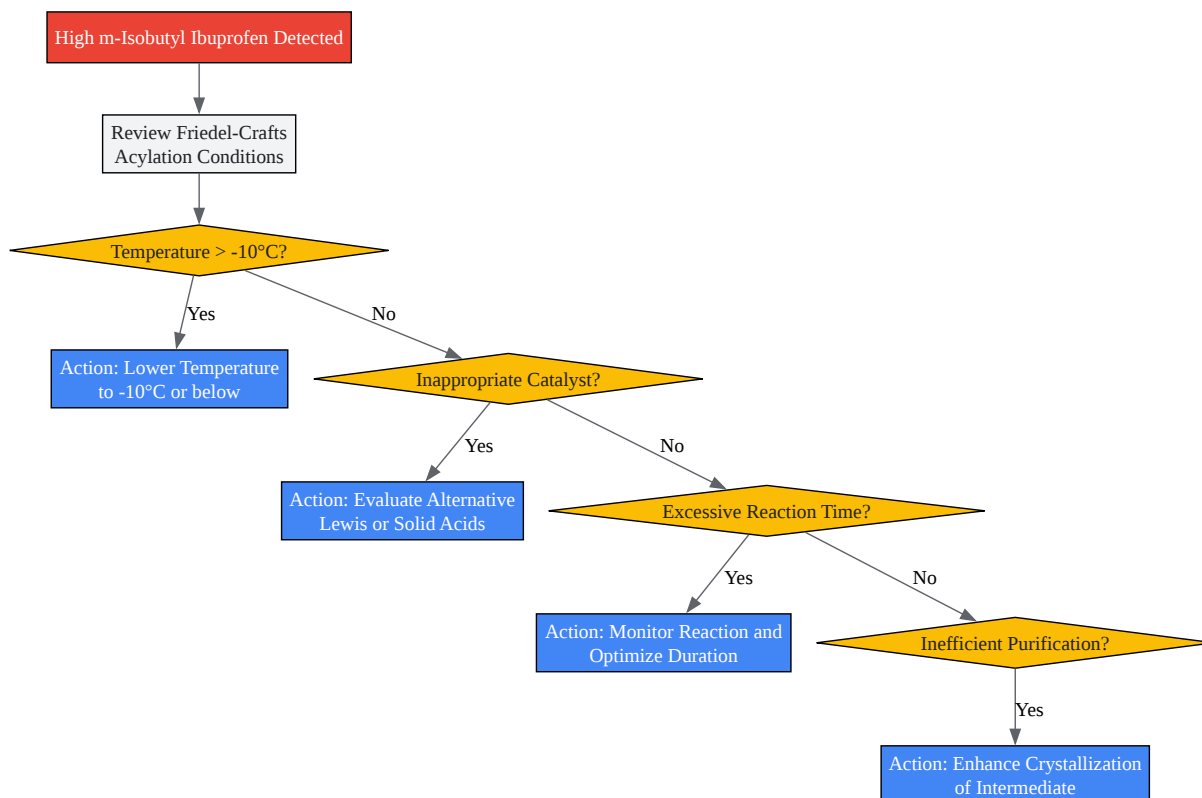 High m-Isobutyl Ibuprofen Detected
Review Friedel-Crafts
Acylation Conditions
Temperature > -10°C?
Yes
No
Action: Lower Temperature
to -10°C or below
Inappropriate Catalyst?
Yes
No
Action: Evaluate Alternative
Lewis or Solid Acids
Excessive Reaction Time?
Yes
No
Action: Monitor Reaction and
Optimize Duration
Inefficient Purification?
Yes
Action: Enhance Crystallization
of Intermediate